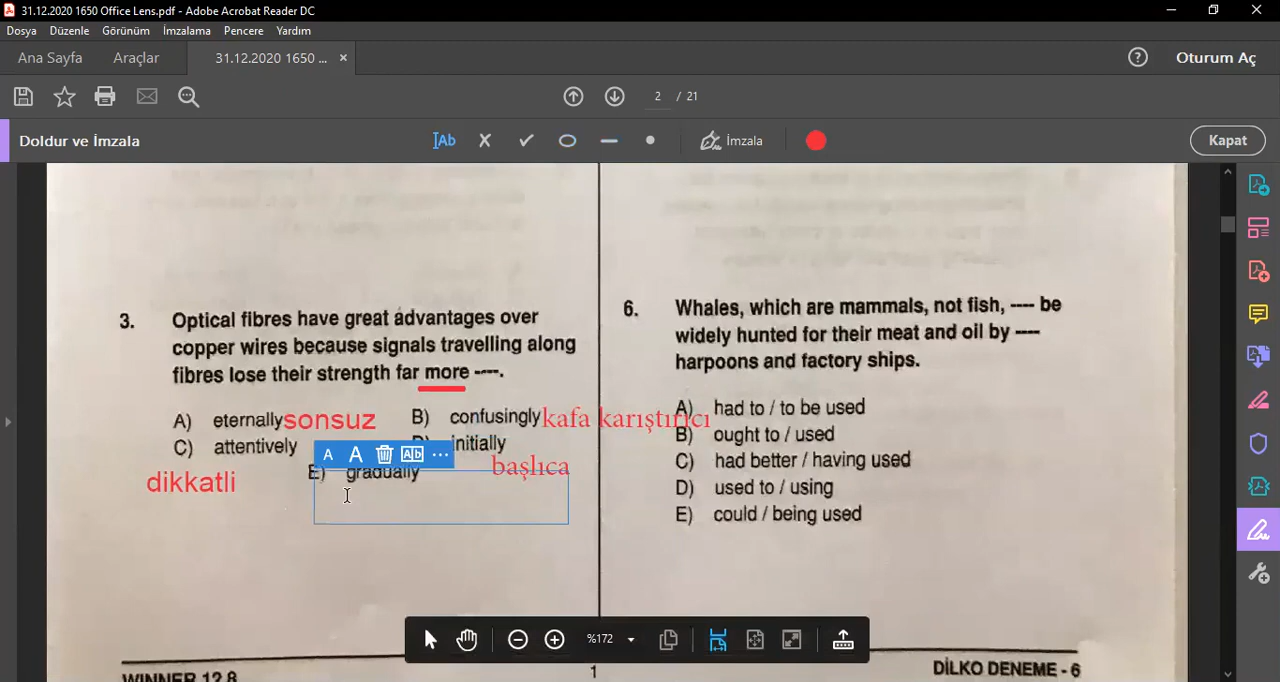 31.12.2020 1650 Office Lens.pdf - Adobe Acrobat Reader DC
Dosya Düzenle Görünüm İmzalama Pencere Yardım
Ana Sayfa Araçlar 31.12.2020 1650 ... × ? Oturum Aç
2 / 21
Doldur ve İmzala Ab İmzala Kapat
3. Optical fibres have great advantages over
copper wires because signals travelling along
fibres lose their strength far more ----.
A) eternally sonsuz B) confusingly kafa karıştırıcı
C) attentively initially
dikkatli E) gradually başlıca
A A Ab ...
6. Whales, which are mammals, not fish, ---- be
widely hunted for their meat and oil by ----
harpoons and factory ships.
A) had to / to be used
B) ought to / used
C) had better / having used
D) used to / using
E) could / being used
%172
WINNER 12.8 1 DİLKO DENEME - 6